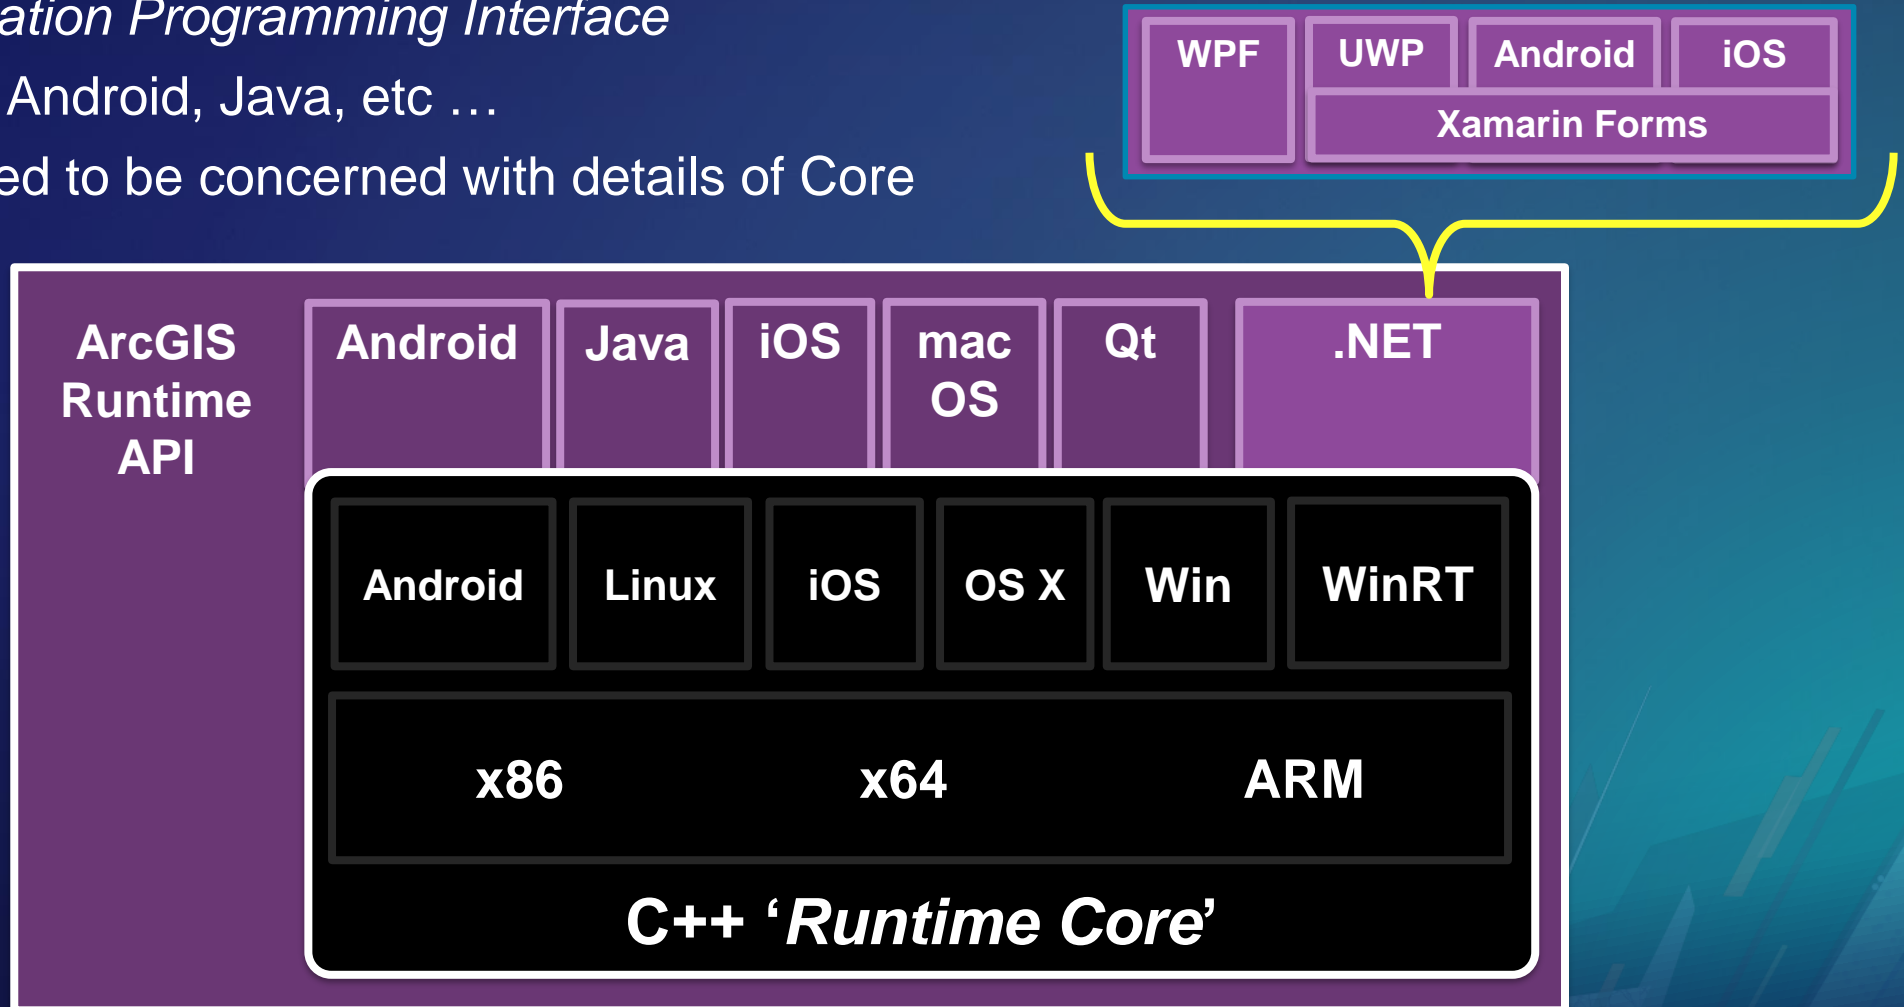 ation Programming Interface
Android, Java, etc …
ed to be concerned with details of Core
WPF
UWP
Android
iOS
Xamarin Forms
ArcGIS
Runtime
API
Android
Java
iOS
mac
OS
Qt
.NET
Android
Linux
iOS
OS X
Win
WinRT
x86
x64
ARM
C++ ‘Runtime Core’